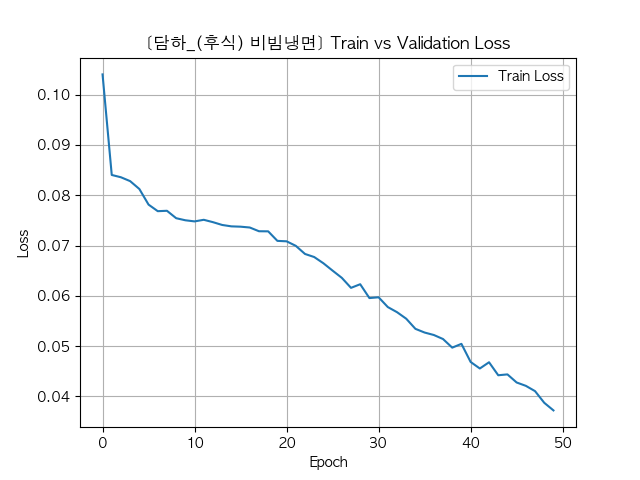 [담하_(후식) 비빔냉면] Train vs Validation Loss
Train Loss
0.10
0.09
0.08
0.07
0.06
0.05
0.04
Loss
0 10 20 30 40 50
Epoch